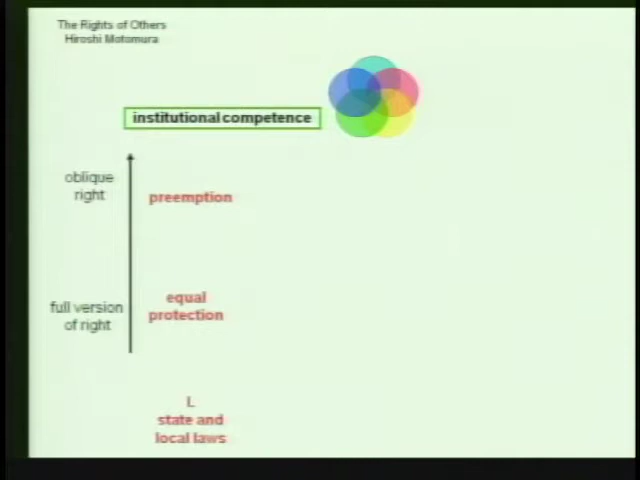 The Rights of Others
Hiroshi Motomura
institutional competence
oblique
right
preemption
full version
of right
equal
protection
L
state and
local laws